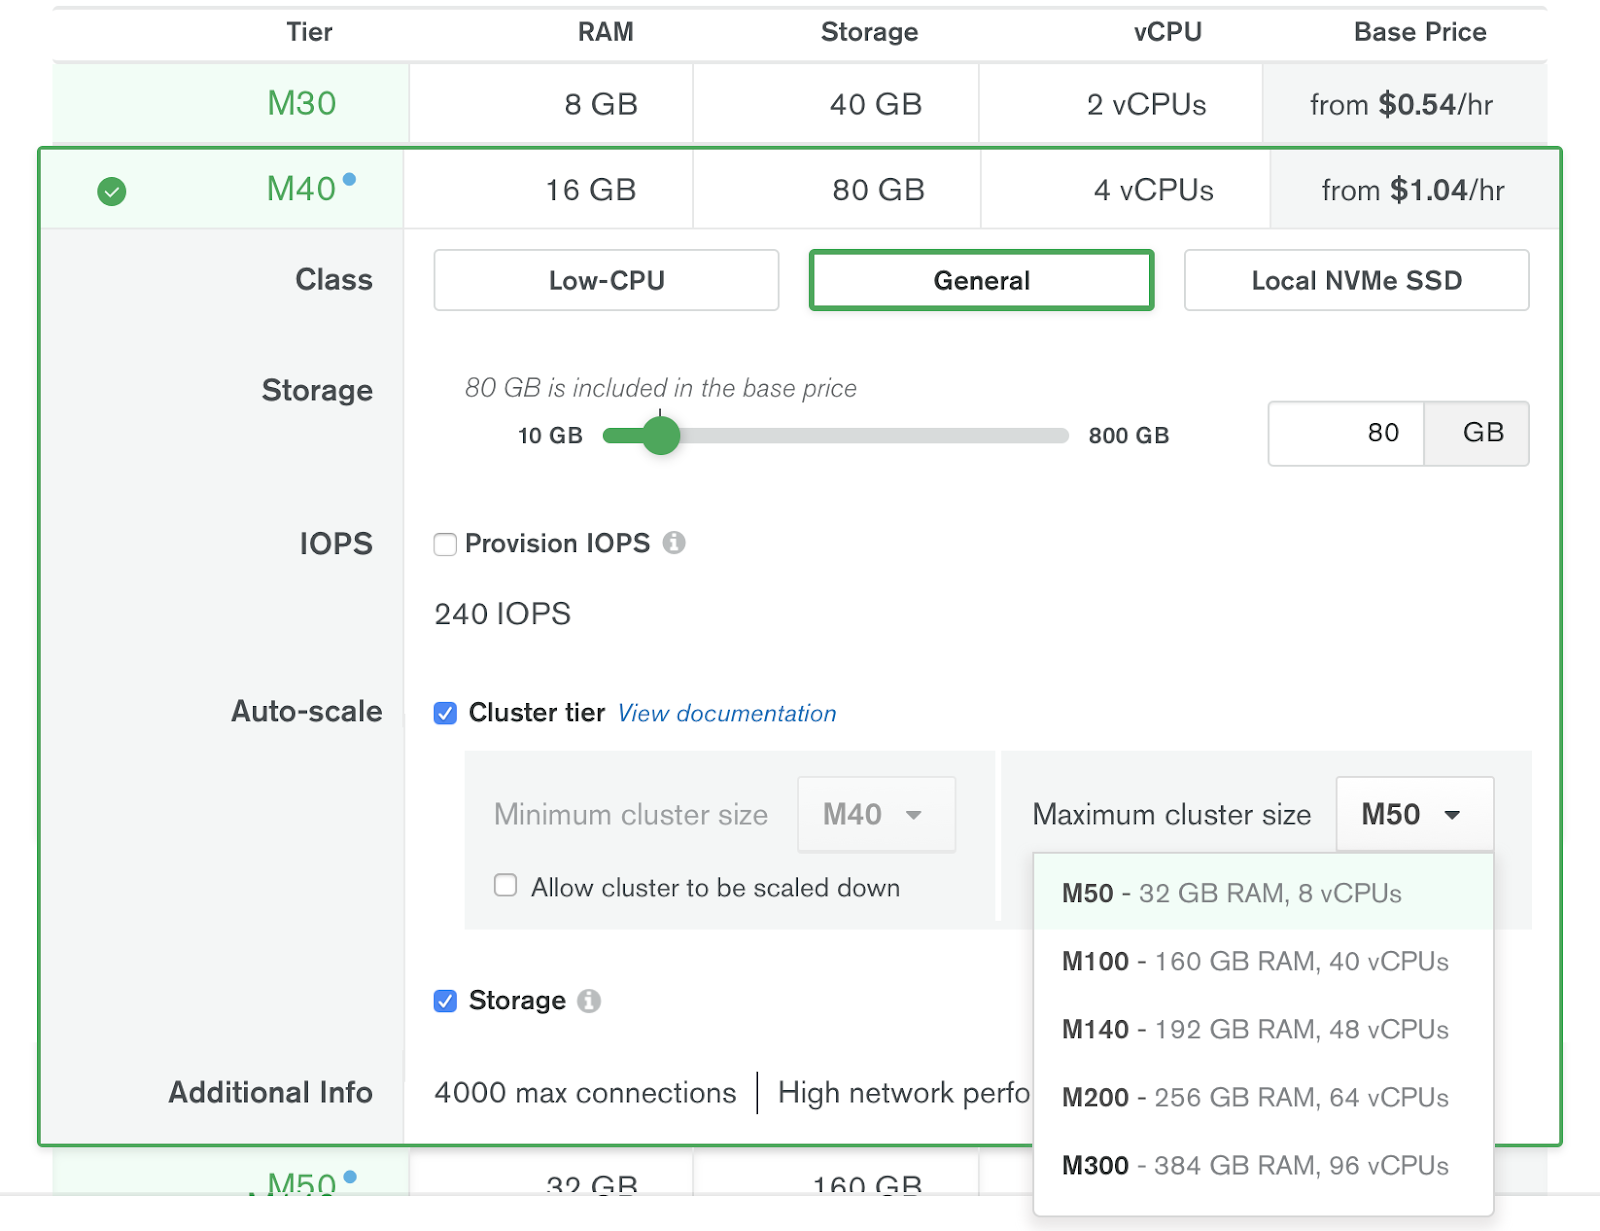 Tier RAM Storage vCPU Base Price
M30 8 GB 40 GB 2 vCPUs from $0.54/hr
M40 16 GB 80 GB 4 vCPUs from $1.04/hr
Class Low-CPU General Local NVMe SSD
80 GB is included in the base price
Storage 10 GB 800 GB 80 GB
IOPS Provision IOPS
240 IOPS
Auto-scale Cluster tier View documentation
Minimum cluster size M40 Maximum cluster size M50
Allow cluster to be scaled down
M50 - 32 GB RAM, 8 vCPUs
M100 - 160 GB RAM, 40 vCPUs
Storage
M140 - 192 GB RAM, 48 vCPUs
Additional Info 4000 max connections High network perfo
M200 - 256 GB RAM, 64 vCPUs
M300 - 384 GB RAM, 96 vCPUs
M50 32 GB 160 GB